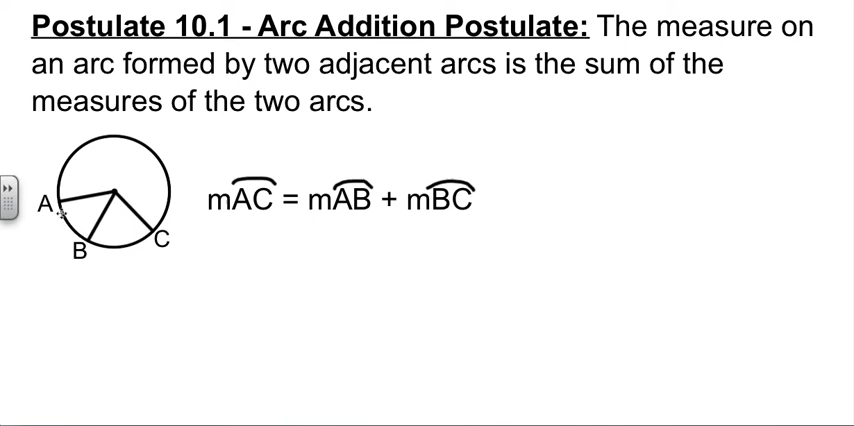 Postulate 10.1 - Arc Addition Postulate: The measure on
an arc formed by two adjacent arcs is the sum of the
measures of the two arcs.
A
B
C
mAC = mAB + mBC